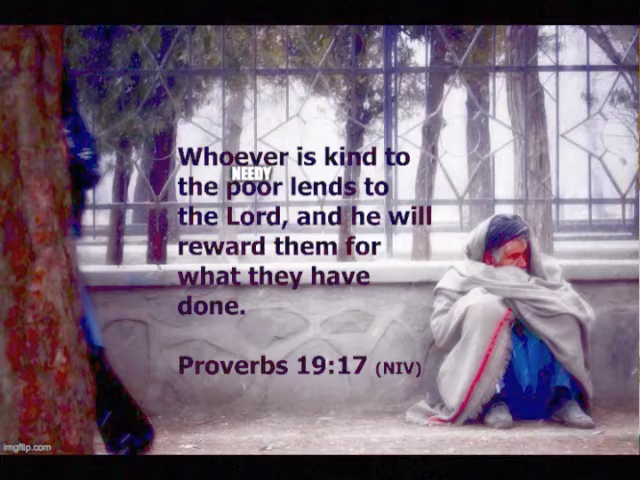 Whoever is kind to
NEEDY
the poor lends to
the Lord, and he will
reward them for
what they have
done.
Proverbs 19:17 (NIV)
imgflip.com